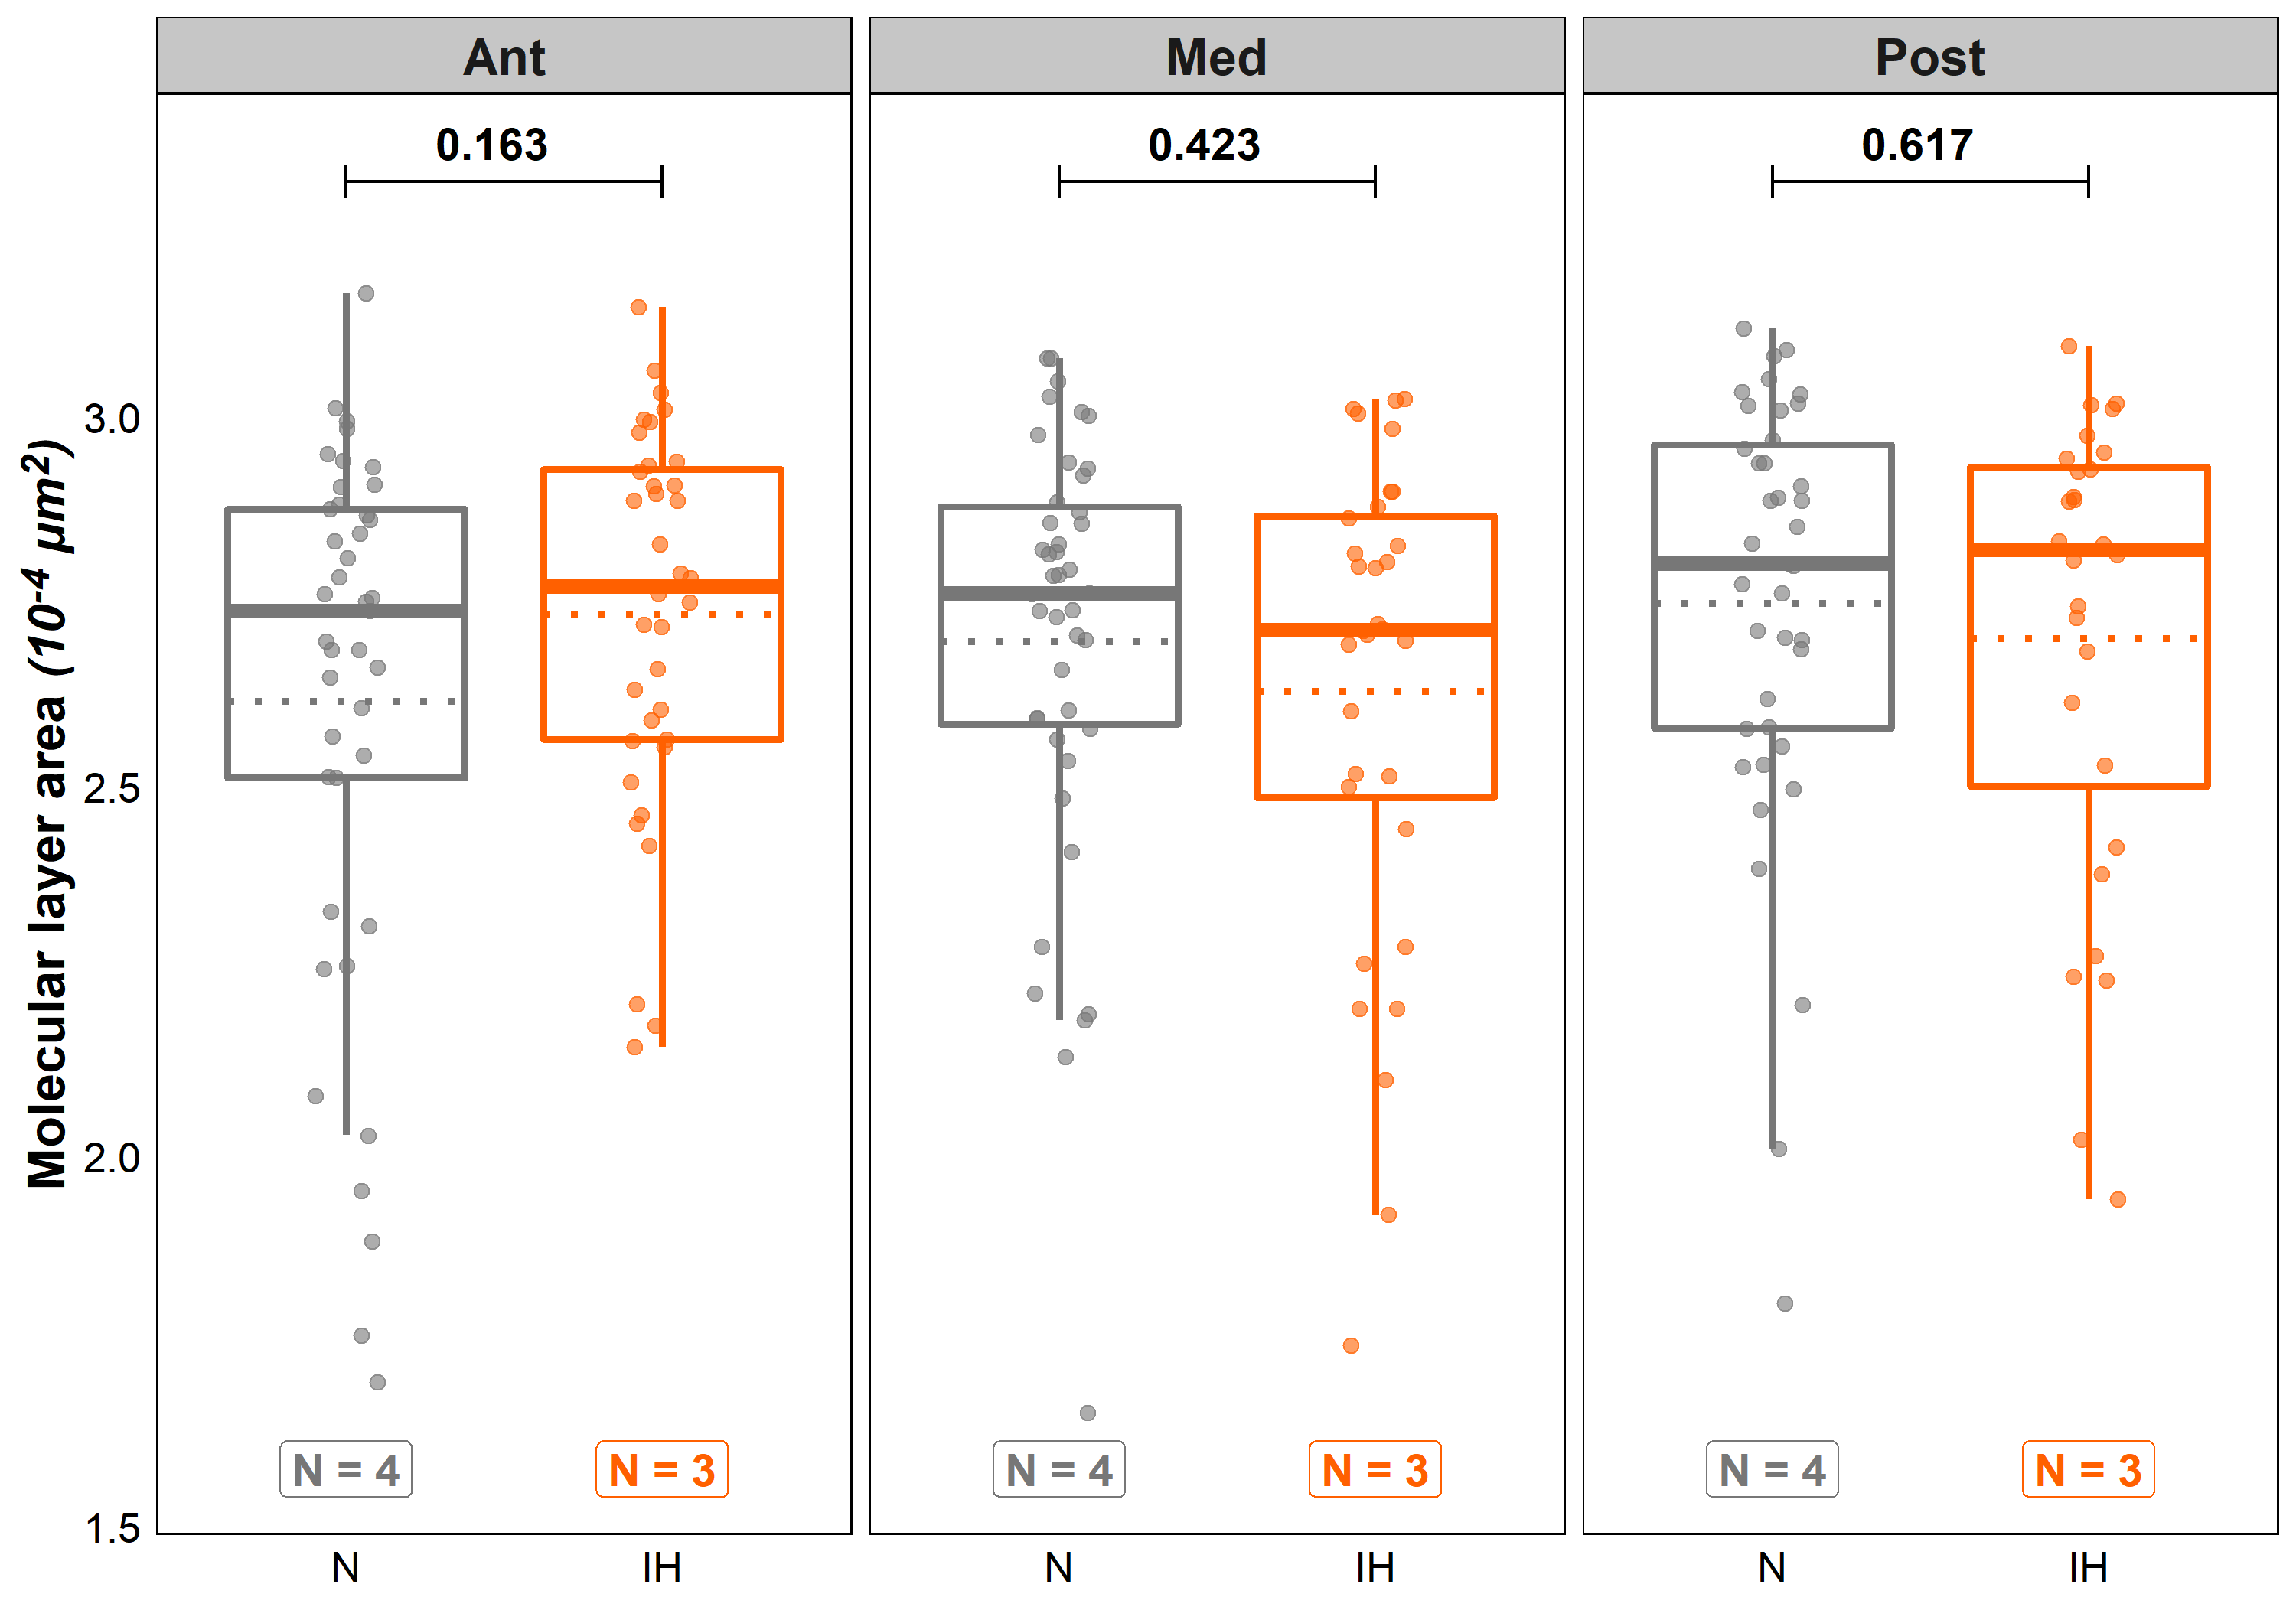 Ant Med Post
0.163 0.423 0.617
Molecular layer area (10⁻⁴ µm²)
3.0
2.5
2.0
1.5
N = 4 N = 3 N = 4 N = 3 N = 4 N = 3
N IH N IH N IH